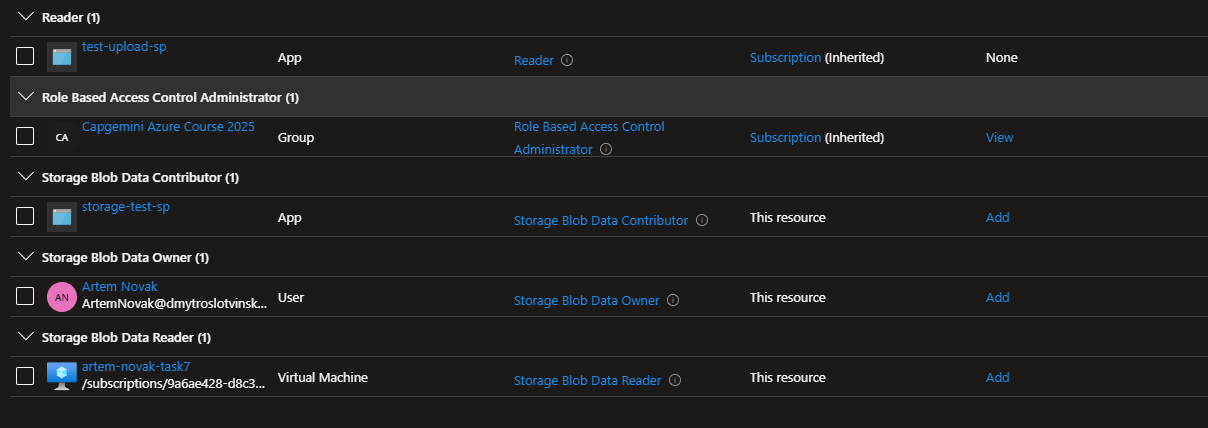 Reader (1)
test-upload-sp
App
Reader
Subscription (Inherited)
None
Role Based Access Control Administrator (1)
CA
Capgemini Azure Course 2025
Group
Role Based Access Control
Administrator
Subscription (Inherited)
View
Storage Blob Data Contributor (1)
storage-test-sp
App
Storage Blob Data Contributor
This resource
Add
Storage Blob Data Owner (1)
AN
Artem Novak
ArtemNovak@dmytroslotvinsk...
User
Storage Blob Data Owner
This resource
Add
Storage Blob Data Reader (1)
artem-novak-task7
/subscriptions/9a6ae428-d8c3...
Virtual Machine
Storage Blob Data Reader
This resource
Add